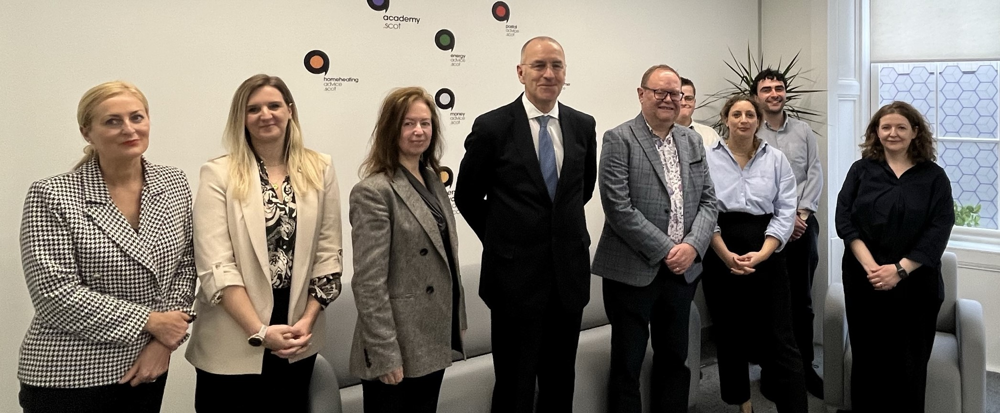 academy
.scot
postal
advice
.scot
energy
advice
.scot
homeheating
advice
.scot
money
advice
.scot